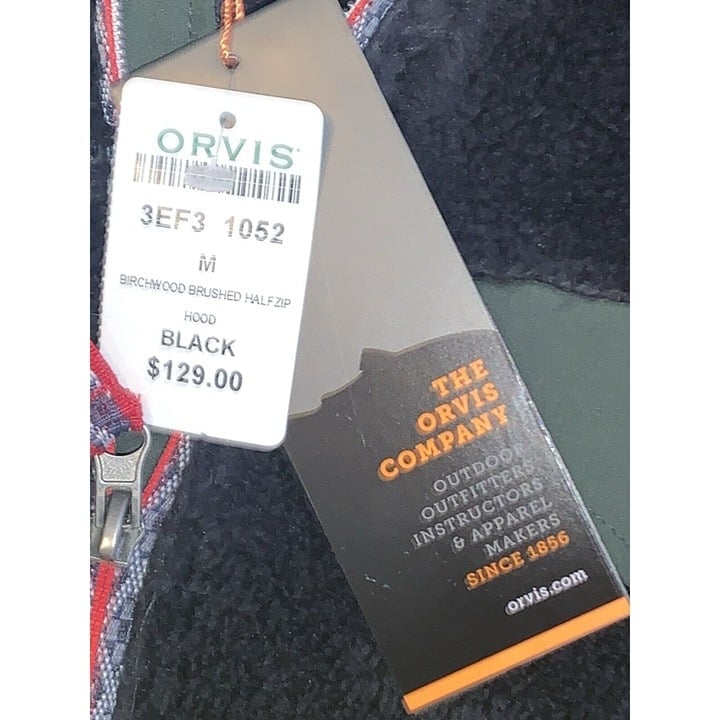 ORVIS
3EF3 1052
M
BIRCHWOOD BRUSHED HALFZIP
HOOD
BLACK
$129.00
THE
ORVIS
COMPANY
OUTDOOR
OUTFITTERS
INSTRUCTORS
& APPAREL
MAKERS
SINCE 1856
orvis.com